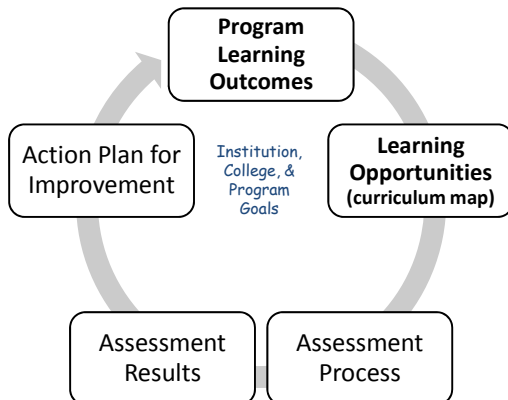 Program
Learning
Outcomes
Learning
Opportunities
(curriculum map)
Assessment
Process
Assessment
Results
Action Plan for
Improvement
Institution,
College, &
Program
Goals